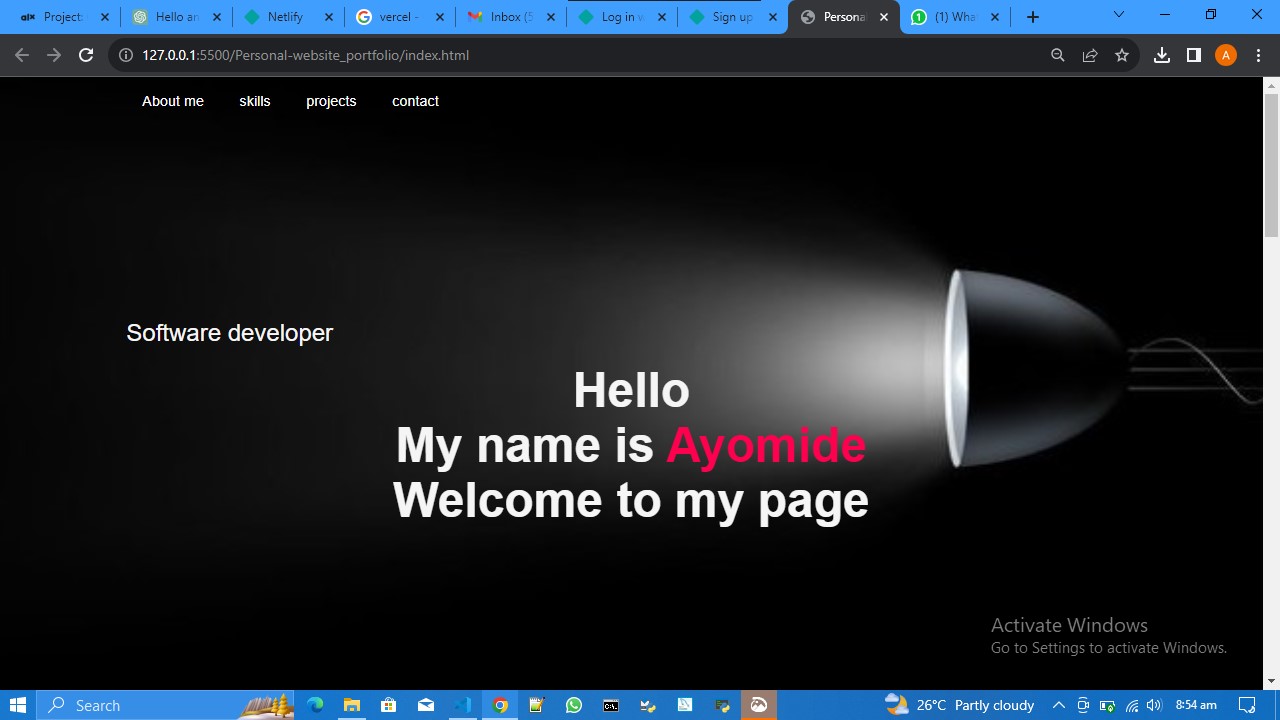 Project
Hello an
Netlify
vercel -
Inbox (5
Log in w
Sign up
Persona
(1) Wha
127.0.0.1:5500/Personal-website_portfolio/index.html
A
About me skills projects contact
Software developer
Hello
My name is Ayomide
Welcome to my page
Activate Windows
Go to Settings to activate Windows.
Search
26°C Partly cloudy
8:54 am